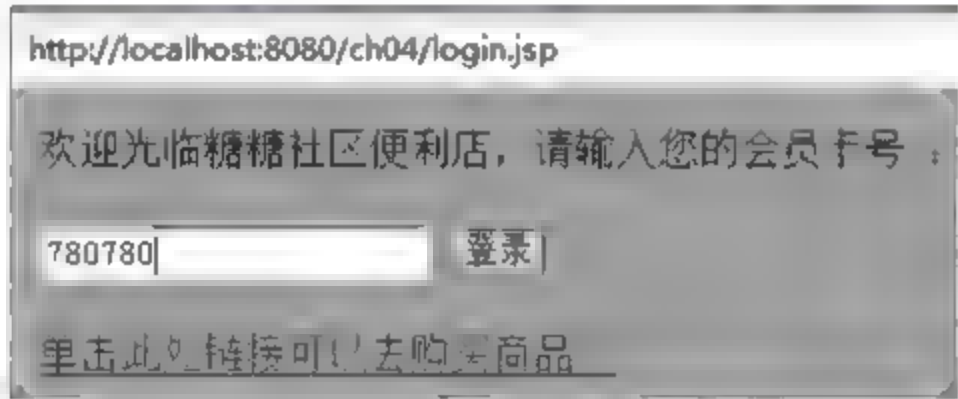 http://localhost:8080/ch04/login.jsp
欢迎光临糖糖社区便利店，请输入您的会员卡号：
780780
登录
单击此处链接可以去购买商品